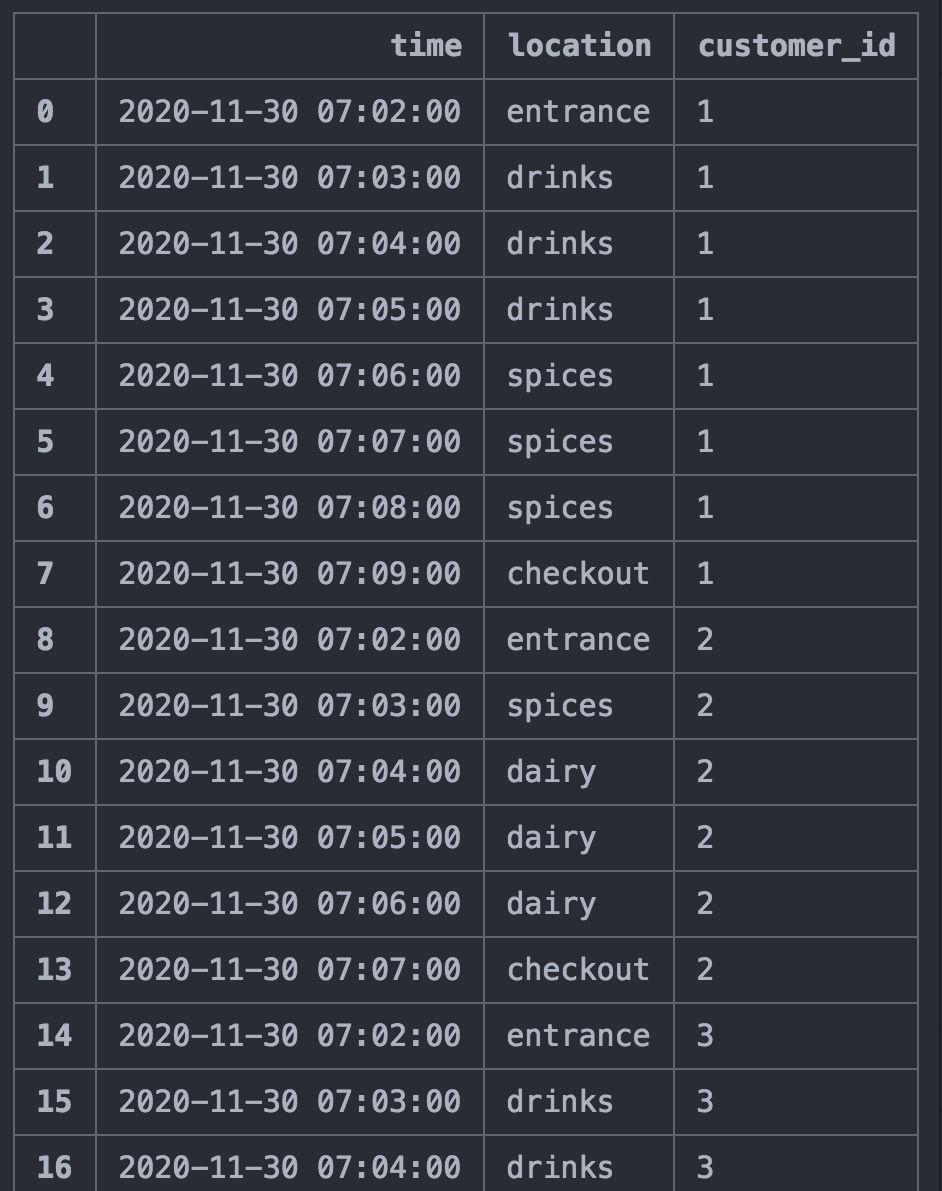 time location customer_id
0 2020-11-30 07:02:00 entrance 1
1 2020-11-30 07:03:00 drinks 1
2 2020-11-30 07:04:00 drinks 1
3 2020-11-30 07:05:00 drinks 1
4 2020-11-30 07:06:00 spices 1
5 2020-11-30 07:07:00 spices 1
6 2020-11-30 07:08:00 spices 1
7 2020-11-30 07:09:00 checkout 1
8 2020-11-30 07:02:00 entrance 2
9 2020-11-30 07:03:00 spices 2
10 2020-11-30 07:04:00 dairy 2
11 2020-11-30 07:05:00 dairy 2
12 2020-11-30 07:06:00 dairy 2
13 2020-11-30 07:07:00 checkout 2
14 2020-11-30 07:02:00 entrance 3
15 2020-11-30 07:03:00 drinks 3
16 2020-11-30 07:04:00 drinks 3